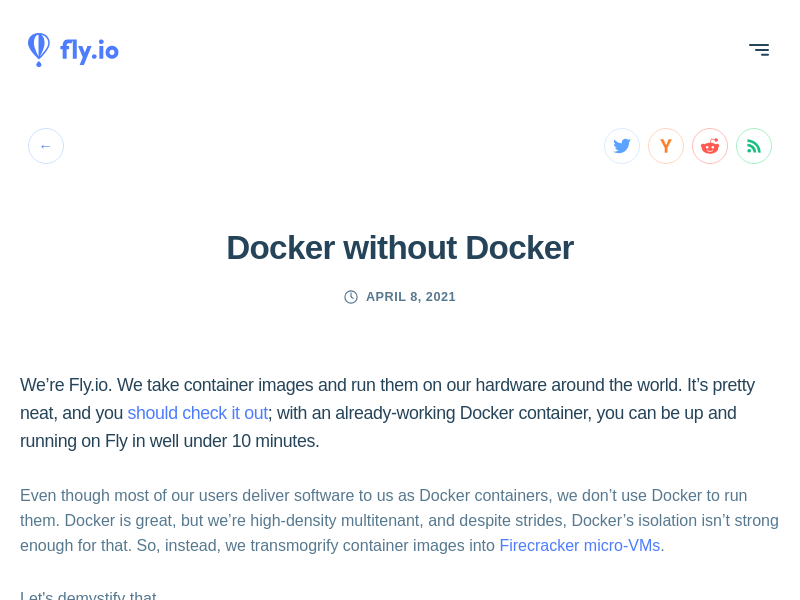 fly.io
←
Docker without Docker
APRIL 8, 2021
We’re Fly.io. We take container images and run them on our hardware around the world. It’s pretty
neat, and you should check it out; with an already-working Docker container, you can be up and
running on Fly in well under 10 minutes.
Even though most of our users deliver software to us as Docker containers, we don’t use Docker to run
them. Docker is great, but we’re high-density multitenant, and despite strides, Docker’s isolation isn’t strong
enough for that. So, instead, we transmogrify container images into Firecracker micro-VMs.
Let's demystify that.